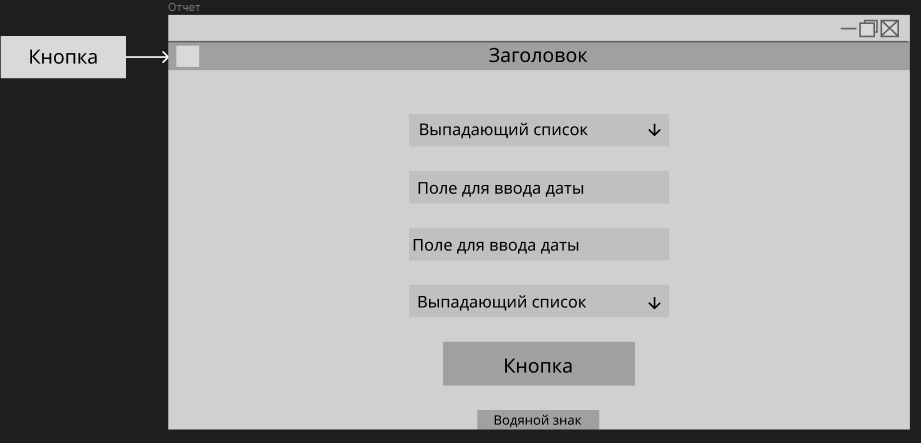 Отчет
Кнопка
Заголовок
Выпадающий список
Поле для ввода даты
Поле для ввода даты
Выпадающий список
Кнопка
Водяной знак